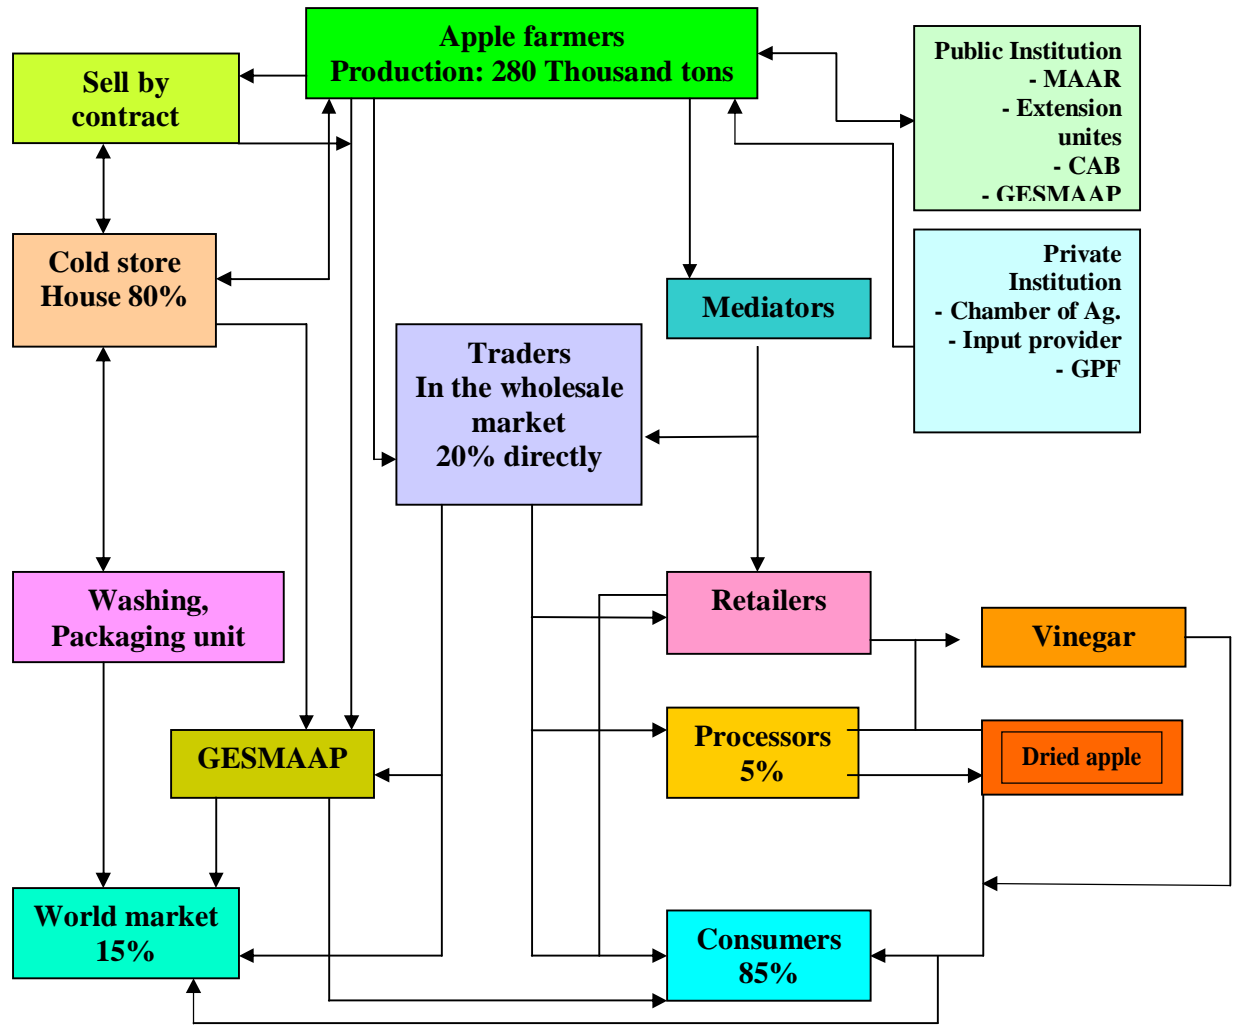 Apple farmers
Production: 280 Thousand tons
Sell by
contract
Public Institution
- MAAR
- Extension
unites
- CAB
- GESMAAP
Cold store
House 80%
Private
Institution
- Chamber of Ag.
- Input provider
- GPF
Mediators
Traders
In the wholesale
market
20% directly
Washing,
Packaging unit
Retailers
Vinegar
GESMAAP
Processors
5%
Dried apple
World market
15%
Consumers
85%